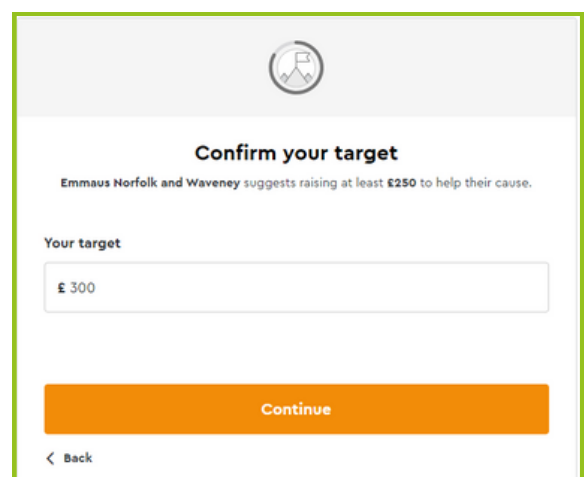 Confirm your target
Emmaus Norfolk and Waveney suggests raising at least £250 to help their cause.
Your target
£ 300
Continue
Back